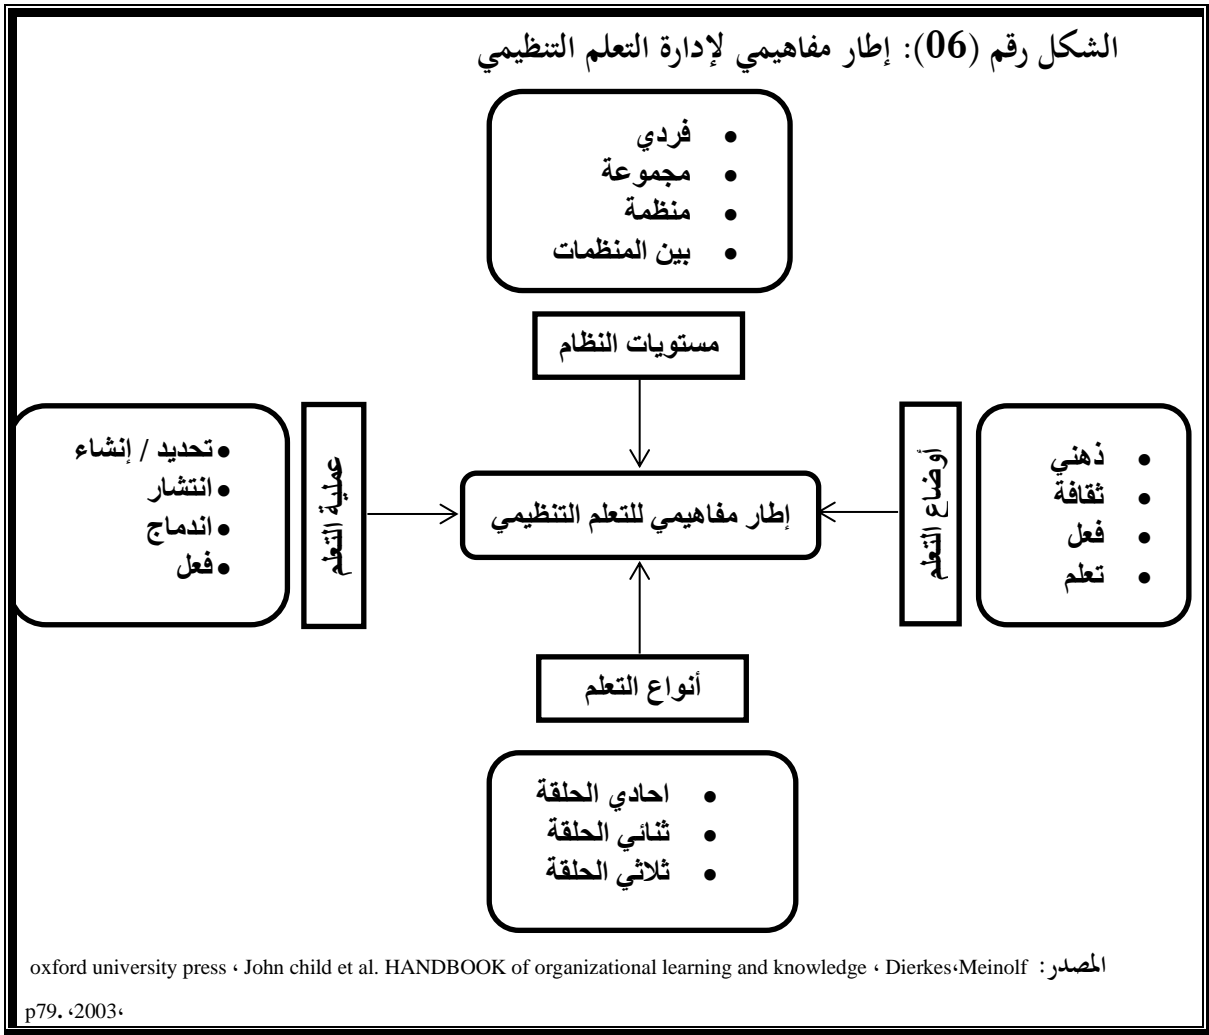 الشكل رقم (06): إطار مفاهيمي لإدارة التعلم التنظيمي
• فردي
• مجموعة
• منظمة
• بين المنظمات
مستويات النظام
• ذهني
• ثقافة
• فعل
• تعلم
أوضاع التعلم
إطار مفاهيمي للتعلم التنظيمي
عملية التعلم
• تحديد / إنشاء
• انتشار
• اندماج
• فعل
أنواع التعلم
• احادي الحلقة
• ثنائي الحلقة
• ثلاثي الحلقة
المصدر: Dierkes،Meinolf ، HANDBOOK of organizational learning and knowledge John child et al. ، oxford university press
،2003، p79.